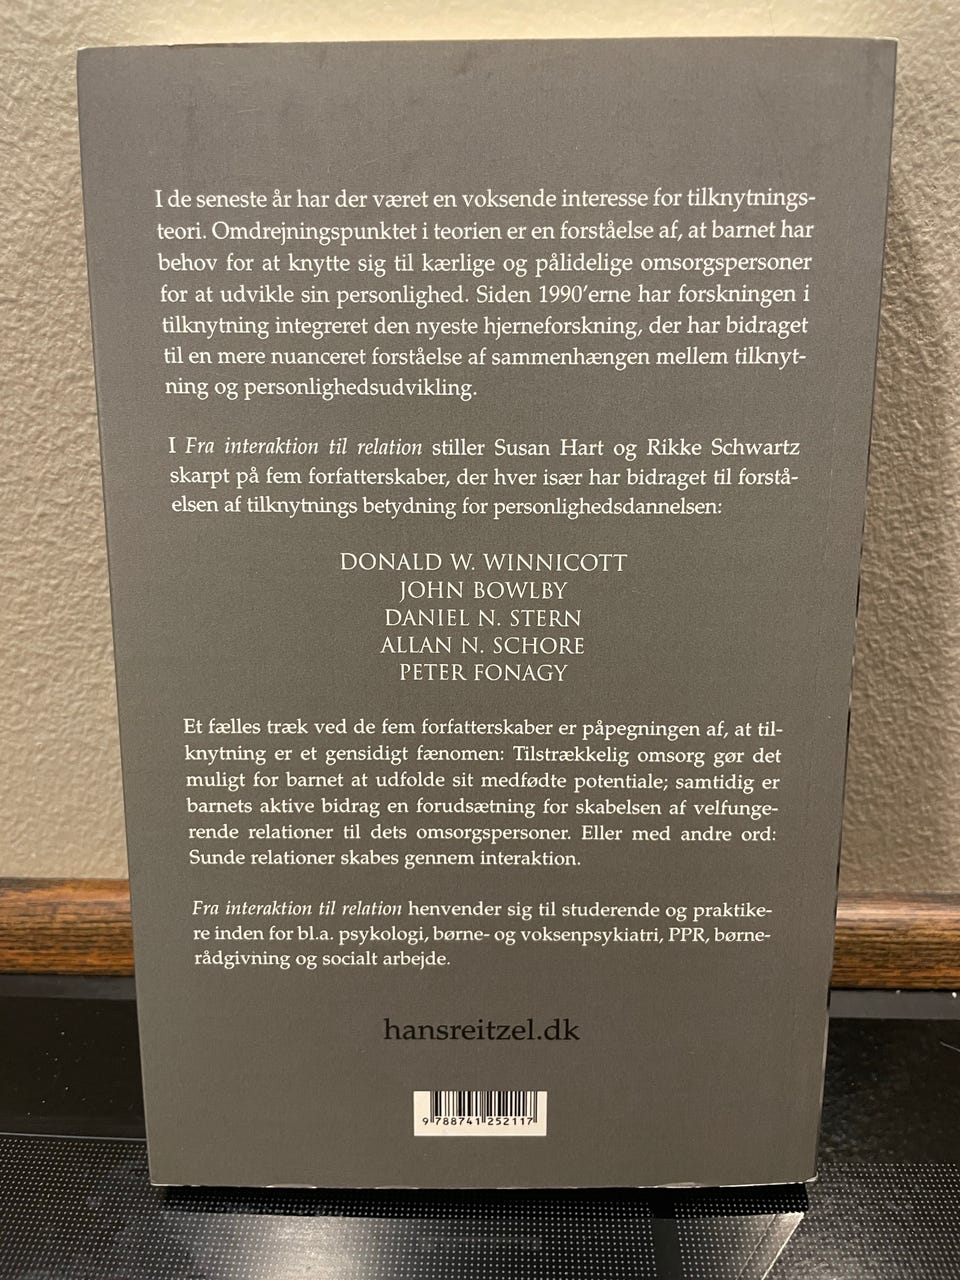 I de seneste år har der været en voksende interesse for tilknytnings-
teori. Omdrejningspunktet i teorien er en forståelse af, at barnet har
behov for at knytte sig til kærlige og pålidelige omsorgspersoner
for at udvikle sin personlighed. Siden 1990'erne har forskningen i
tilknytning integreret den nyeste hjerneforskning, der har bidraget
til en mere nuanceret forståelse af sammenhængen mellem tilknyt-
ning og personlighedsudvikling.
I Fra interaktion til relation stiller Susan Hart og Rikke Schwartz
skarpt på fem forfatterskaber, der hver især har bidraget til forstå-
elsen af tilknytnings betydning for personlighedsdannelsen:
DONALD W. WINNICOTT
JOHN BOWLBY
DANIEL N. STERN
ALLAN N. SCHORE
PETER FONAGY
Et fælles træk ved de fem forfatterskaber er påpegningen af, at til-
knytning er et gensidigt fænomen: Tilstrækkelig omsorg gør det
muligt for barnet at udfolde sit medfødte potentiale; samtidig er
barnets aktive bidrag en forudsætning for skabelsen af velfunge-
rende relationer til dets omsorgspersoner. Eller med andre ord:
Sunde relationer skabes gennem interaktion.
Fra interaktion til relation henvender sig til studerende og praktike-
re inden for bl.a. psykologi, børne- og voksenpsykiatri, PPR, børne-
rådgivning og socialt arbejde.
hansreitzel.dk
9 788741 252117